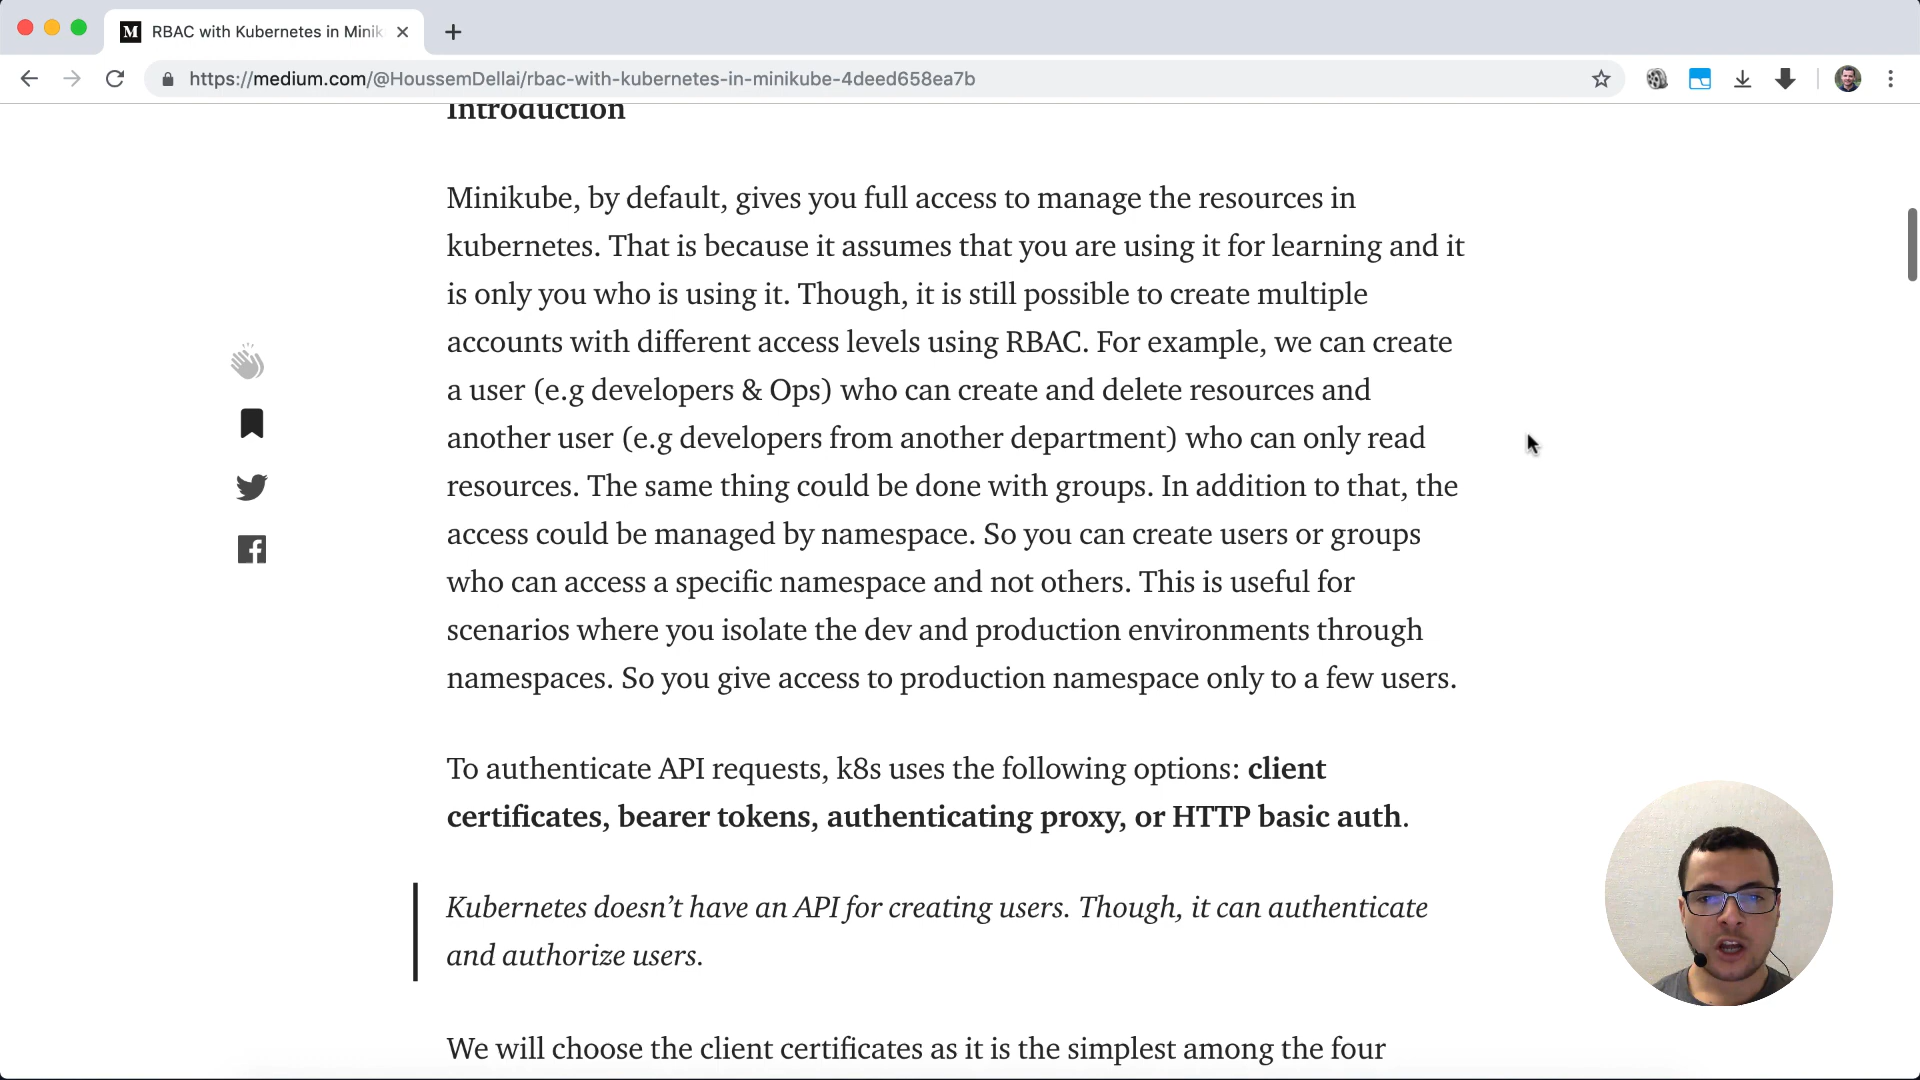 M RBAC with Kubernetes in Minik
https://medium.com/@HoussemDellai/rbac-with-kubernetes-in-minikube-4deed658ea7b
Introduction
Minikube, by default, gives you full access to manage the resources in
kubernetes. That is because it assumes that you are using it for learning and it
is only you who is using it. Though, it is still possible to create multiple
accounts with different access levels using RBAC. For example, we can create
a user (e.g developers & Ops) who can create and delete resources and
another user (e.g developers from another department) who can only read
resources. The same thing could be done with groups. In addition to that, the
access could be managed by namespace. So you can create users or groups
who can access a specific namespace and not others. This is useful for
scenarios where you isolate the dev and production environments through
namespaces. So you give access to production namespace only to a few users.
To authenticate API requests, k8s uses the following options: client
certificates, bearer tokens, authenticating proxy, or HTTP basic auth.
Kubernetes doesn’t have an API for creating users. Though, it can authenticate
and authorize users.
We will choose the client certificates as it is the simplest among the four